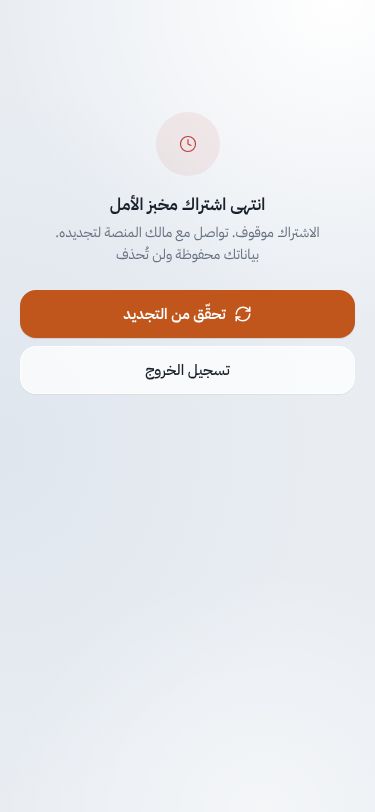 انتهى اشتراك مخبز الأمل
الاشتراك موقوف. تواصل مع مالك المنصة لتجديده.
بياناتك محفوظة ولن تُحذف
تحقّق من التجديد
تسجيل الخروج